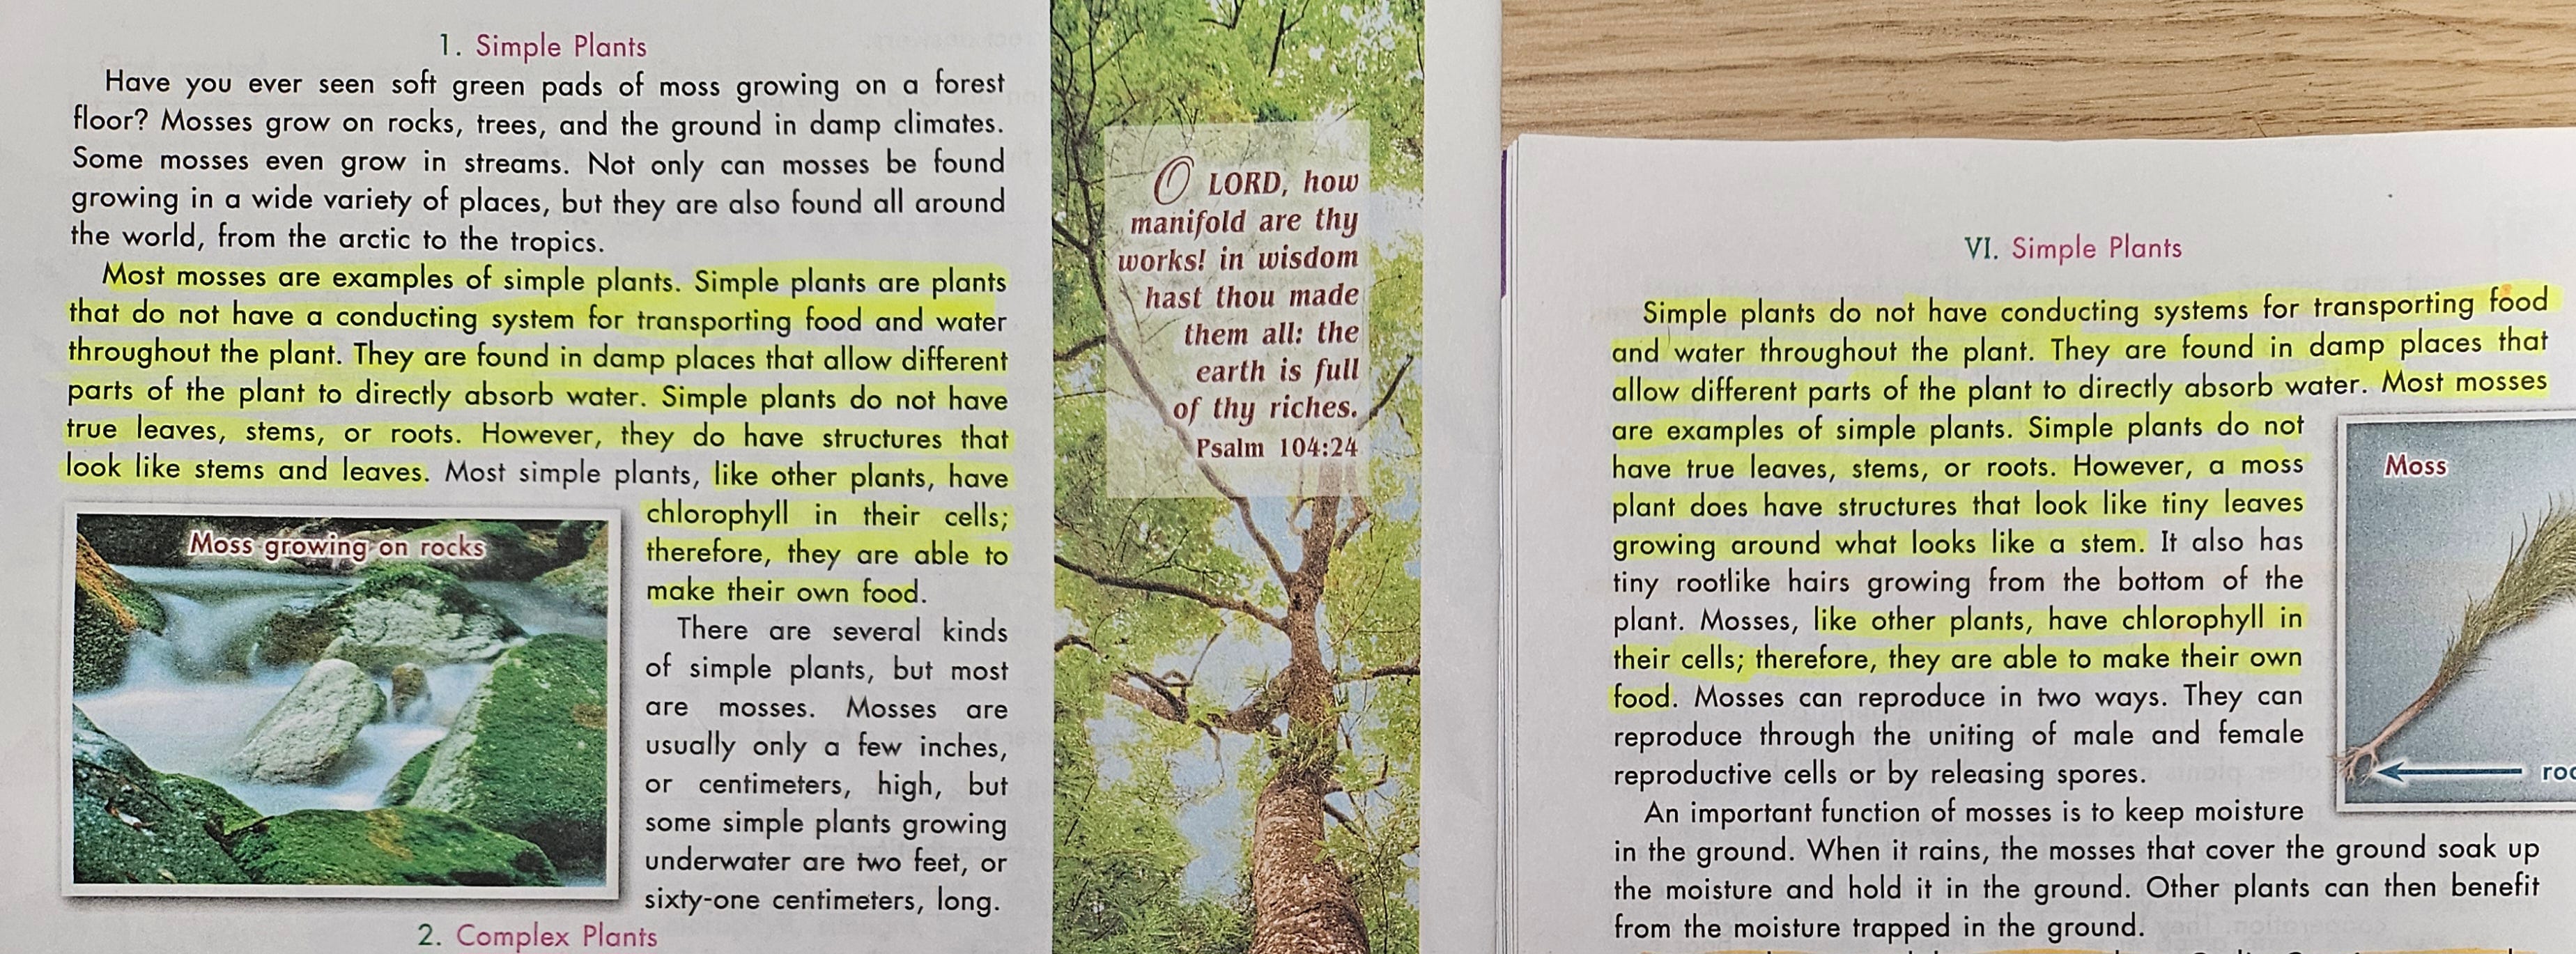 1. Simple Plants
Have you ever seen soft green pads of moss growing on a forest
floor? Mosses grow on rocks, trees, and the ground in damp climates.
Some mosses even grow in streams. Not only can mosses be found
growing in a wide variety of places, but they are also found all around
the world, from the arctic to the tropics.
Most mosses are examples of simple plants. Simple plants are plants
that do not have a conducting system for transporting food and water
throughout the plant. They are found in damp places that allow different
parts of the plant to directly absorb water. Simple plants do not have
true leaves, stems, or roots. However, they do have structures that
look like stems and leaves. Most simple plants, like other plants, have
chlorophyll in their cells;
therefore, they are able to
make their own food.
There are several kinds
of simple plants, but most
are mosses. Mosses are
usually only a few inches,
or centimeters, high, but
some simple plants growing
underwater are two feet, or
sixty-one centimeters, long.
Moss growing on rocks
2. Complex Plants
O LORD, how
manifold are thy
works! in wisdom
hast thou made
them all: the
earth is full
of thy riches.
Psalm 104:24
VI. Simple Plants
Simple plants do not have conducting systems for transporting food
and water throughout the plant. They are found in damp places that
allow different parts of the plant to directly absorb water. Most mosses
are examples of simple plants. Simple plants do not
have true leaves, stems, or roots. However, a moss
plant does have structures that look like tiny leaves
growing around what looks like a stem. It also has
tiny rootlike hairs growing from the bottom of the
plant. Mosses, like other plants, have chlorophyll in
their cells; therefore, they are able to make their own
food. Mosses can reproduce in two ways. They can
reproduce through the uniting of male and female
reproductive cells or by releasing spores.
Moss
An important function of mosses is to keep moisture
in the ground. When it rains, the mosses that cover the ground soak up
the moisture and hold it in the ground. Other plants can then benefit
from the moisture trapped in the ground.